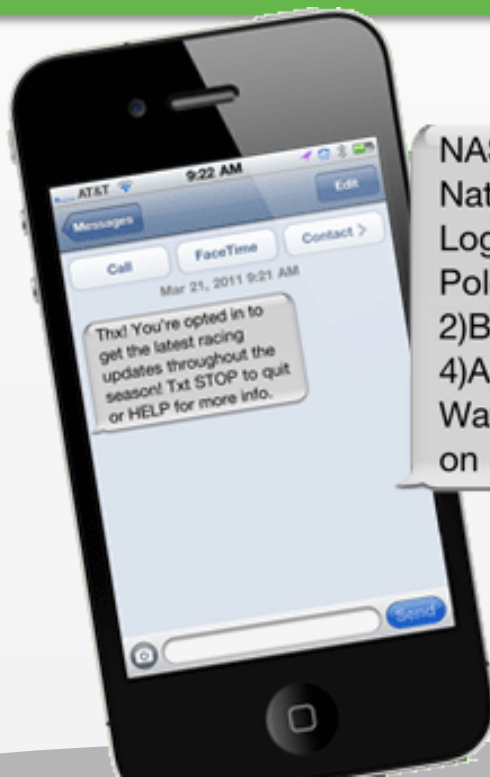 AT&T
9:22 AM
Messages
Edit
Call
FaceTime
Contact >
Mar 21, 2011 9:21 AM
Thx! You're opted in to
get the latest racing
updates throughout the
season! Txt STOP to quit
or HELP for more info.
Send
NAS
Nat
Log
Pol
2)B
4)A
Wa
on